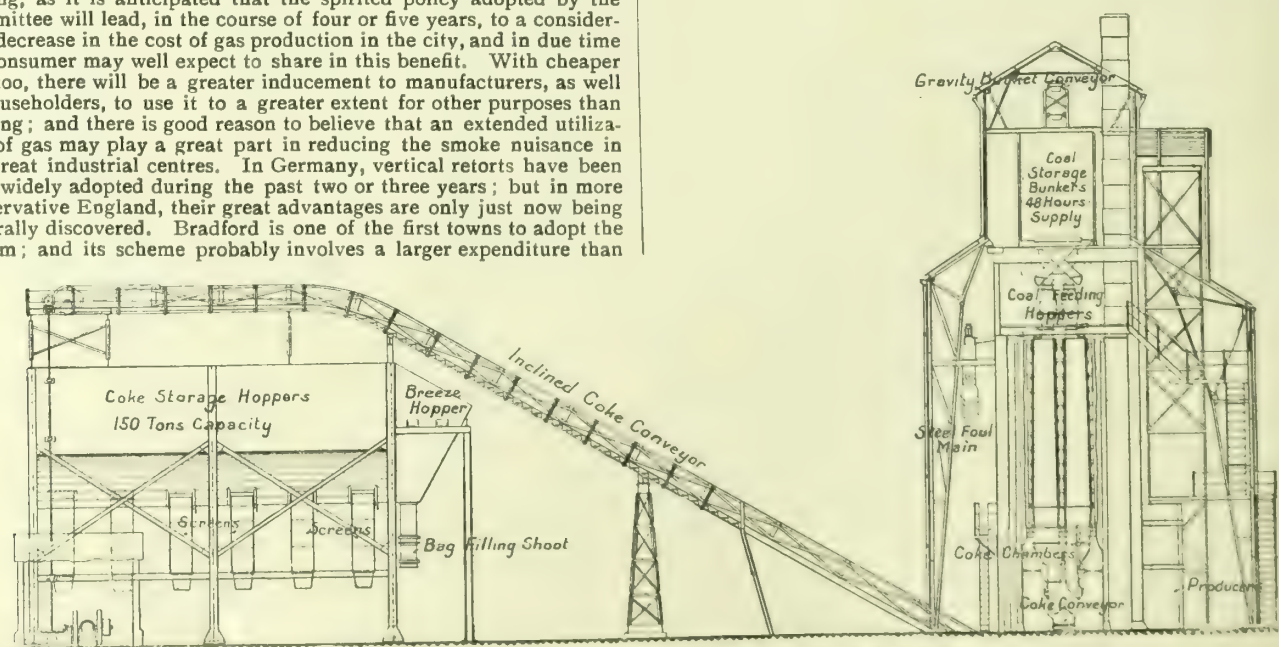 ing, as it is anticipated that the spirited policy adopted by the
mittee will lead, in the course of four or five years, to a consider-
decrease in the cost of gas production in the city, and in due time
onsumer may well expect to share in this benefit. With cheaper
oo, there will be a greater inducement to manufacturers, as well
useholders, to use it to a greater extent for other purposes than
ng; and there is good reason to believe that an extended utiliza-
of gas may play a great part in reducing the smoke nuisance in
reat industrial centres. In Germany, vertical retorts have been
widely adopted during the past two or three years; but in more
ervative England, their great advantages are only just now being
rally discovered. Bradford is one of the first towns to adopt the
m; and its scheme probably involves a larger expenditure than
Gravity Bucket Conveyor
Coal
Storage
Bunkers
48 Hours
Supply
Coal Feeding
Hoppers
Inclined Coke Conveyor
Coke Storage Hoppers
150 Tons Capacity
Breeze
Hopper
Steel Foul
Main
Screens
Screens
Bag Filling Shoot
Coke Chambers
Producers
Coke Conveyor